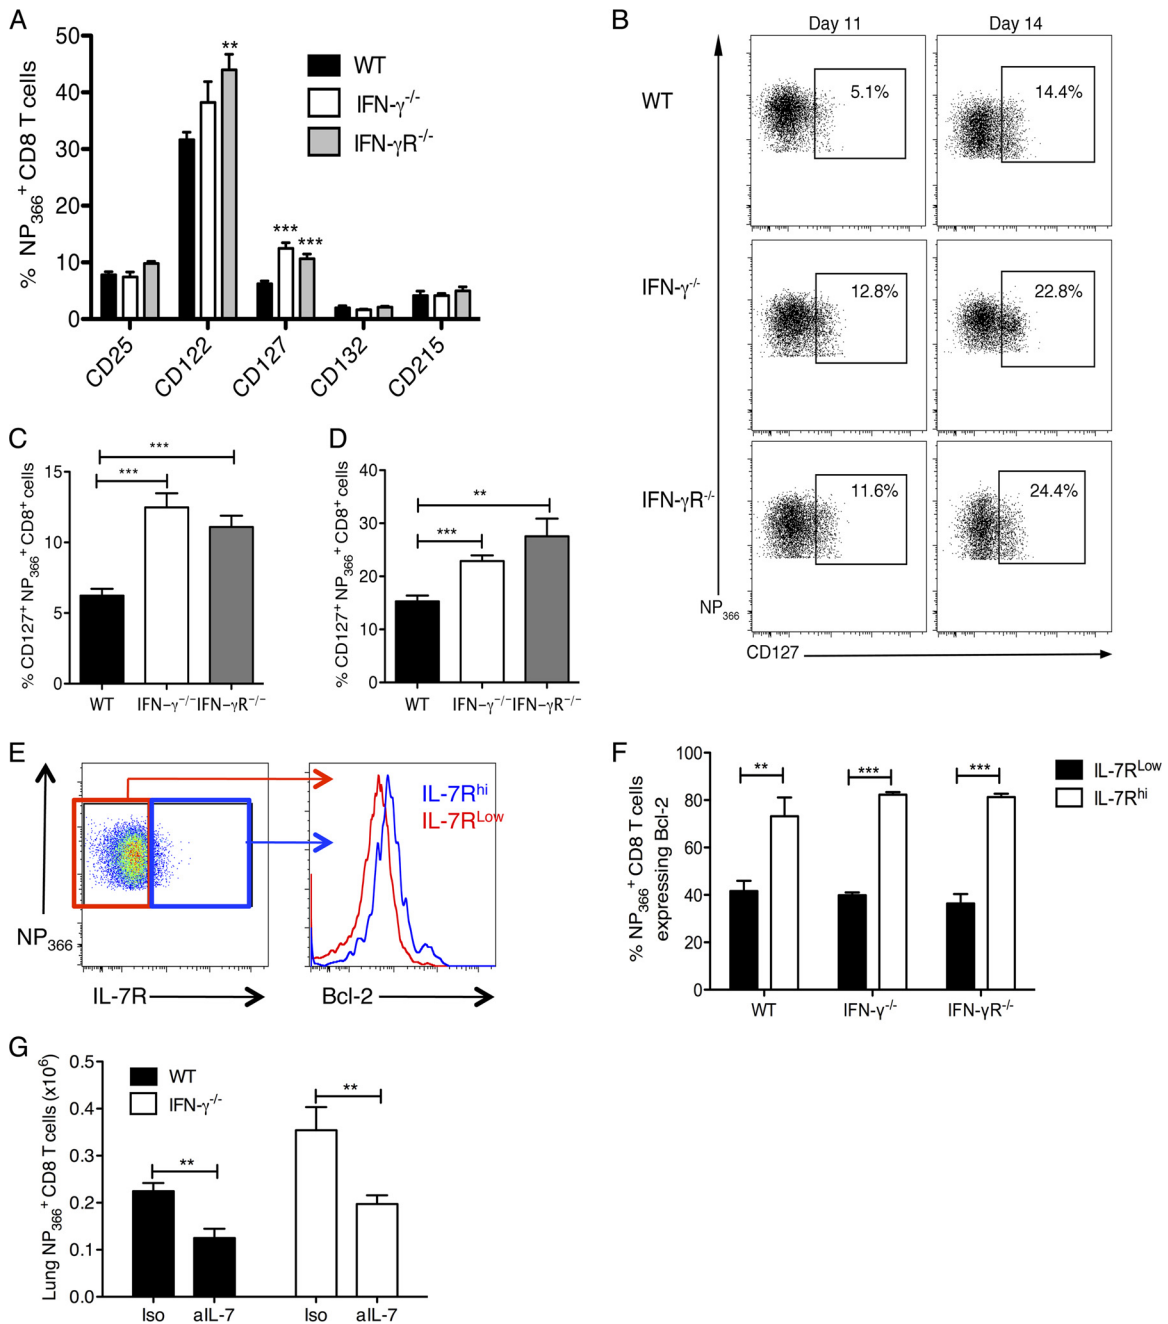 A
% NP366+ CD8 T cells
50
40
30
20
10
0
**
***
***
WT
IFN-γ-/-
IFN-γR-/-
CD25
CD122
CD127
CD132
CD215
B
Day 11
Day 14
WT
5.1%
14.4%
IFN-γ-/-
12.8%
22.8%
IFN-γR-/-
11.6%
24.4%
NP366
CD127
C
% CD127+ NP366+ CD8+ cells
15
10
5
0
***
***
WT
IFN-γ-/-
IFN-γR-/-
D
% CD127+ NP366+ CD8+ cells
40
30
20
10
0
**
***
WT
IFN-γ-/-
IFN-γR-/-
E
NP366
IL-7R
IL-7Rhi
IL-7RLow
Bcl-2
F
% NP366+ CD8 T cells
expressing Bcl-2
100
80
60
40
20
0
**
***
***
IL-7RLow
IL-7Rhi
WT
IFN-γ-/-
IFN-γR-/-
G
Lung NP366+ CD8 T cells (x106)
0.5
0.4
0.3
0.2
0.1
0.0
WT
IFN-γ-/-
**
**
Iso
aIL-7
Iso
aIL-7